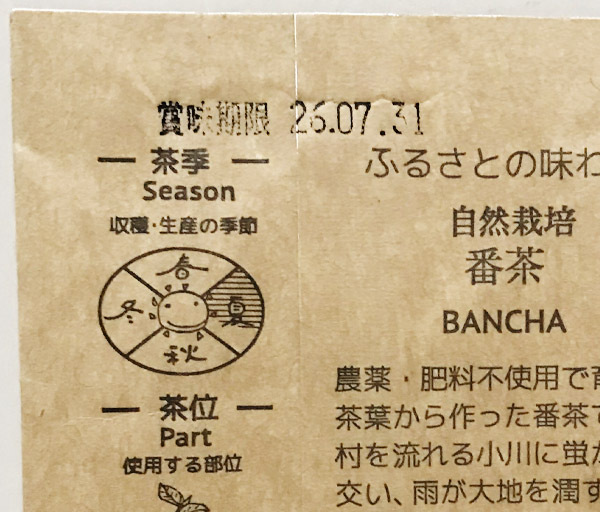 賞味期限 26.07.31
茶季
Season
収穫・生産の季節
春
冬
夏
秋
茶位
Part
使用する部位
ふるさとの味わ
自然栽培
番茶
BANCHA
農薬・肥料不使用で育
茶葉から作った番茶で
村を流れる小川に蛍が
交い、雨が大地を潤す